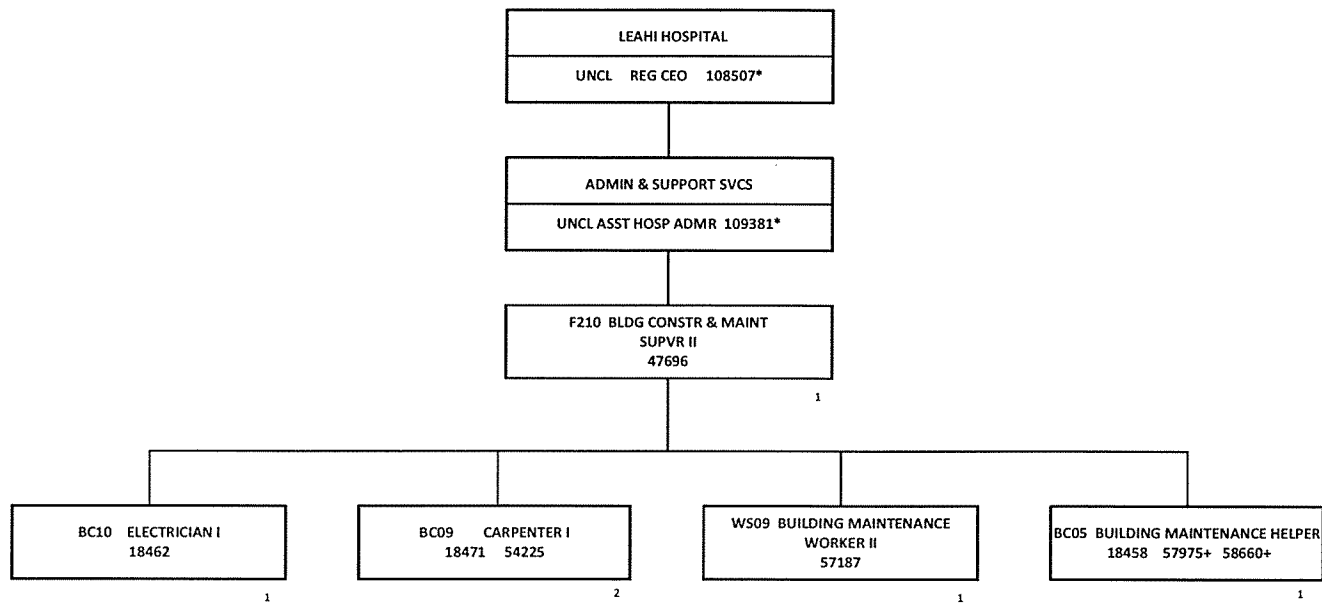 LEAHI HOSPITAL
UNCL REG CEO 108507*
ADMIN & SUPPORT SVCS
UNCL ASST HOSP ADMR 109381*
F210 BLDG CONSTR & MAINT
SUPVR II
47696
1
BC10 ELECTRICIAN I
18462
1
BC09 CARPENTER I
18471 54225
2
WS09 BUILDING MAINTENANCE
WORKER II
57187
1
BC05 BUILDING MAINTENANCE HELPER
18458 57975+ 58660+
1